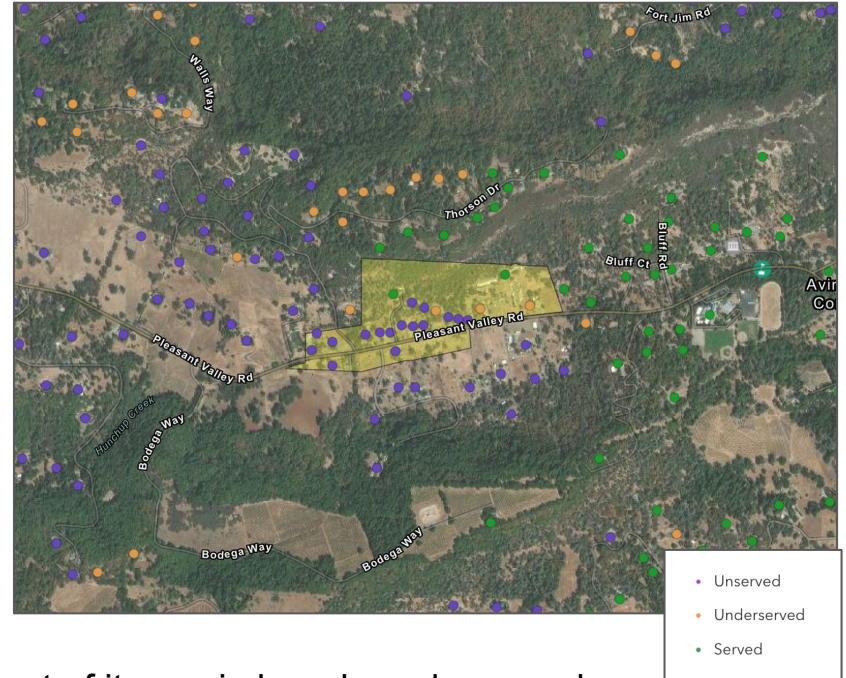 Fort Jim Rd
Walls Way
Thorson Dr
Bluff Rd
Bluff Ct
Pleasant Valley Rd
Pleasant Valley Rd
Hunchup Creek
Bodega Way
Bodega Way
Bodega Way
Unserved
Underserved
Served